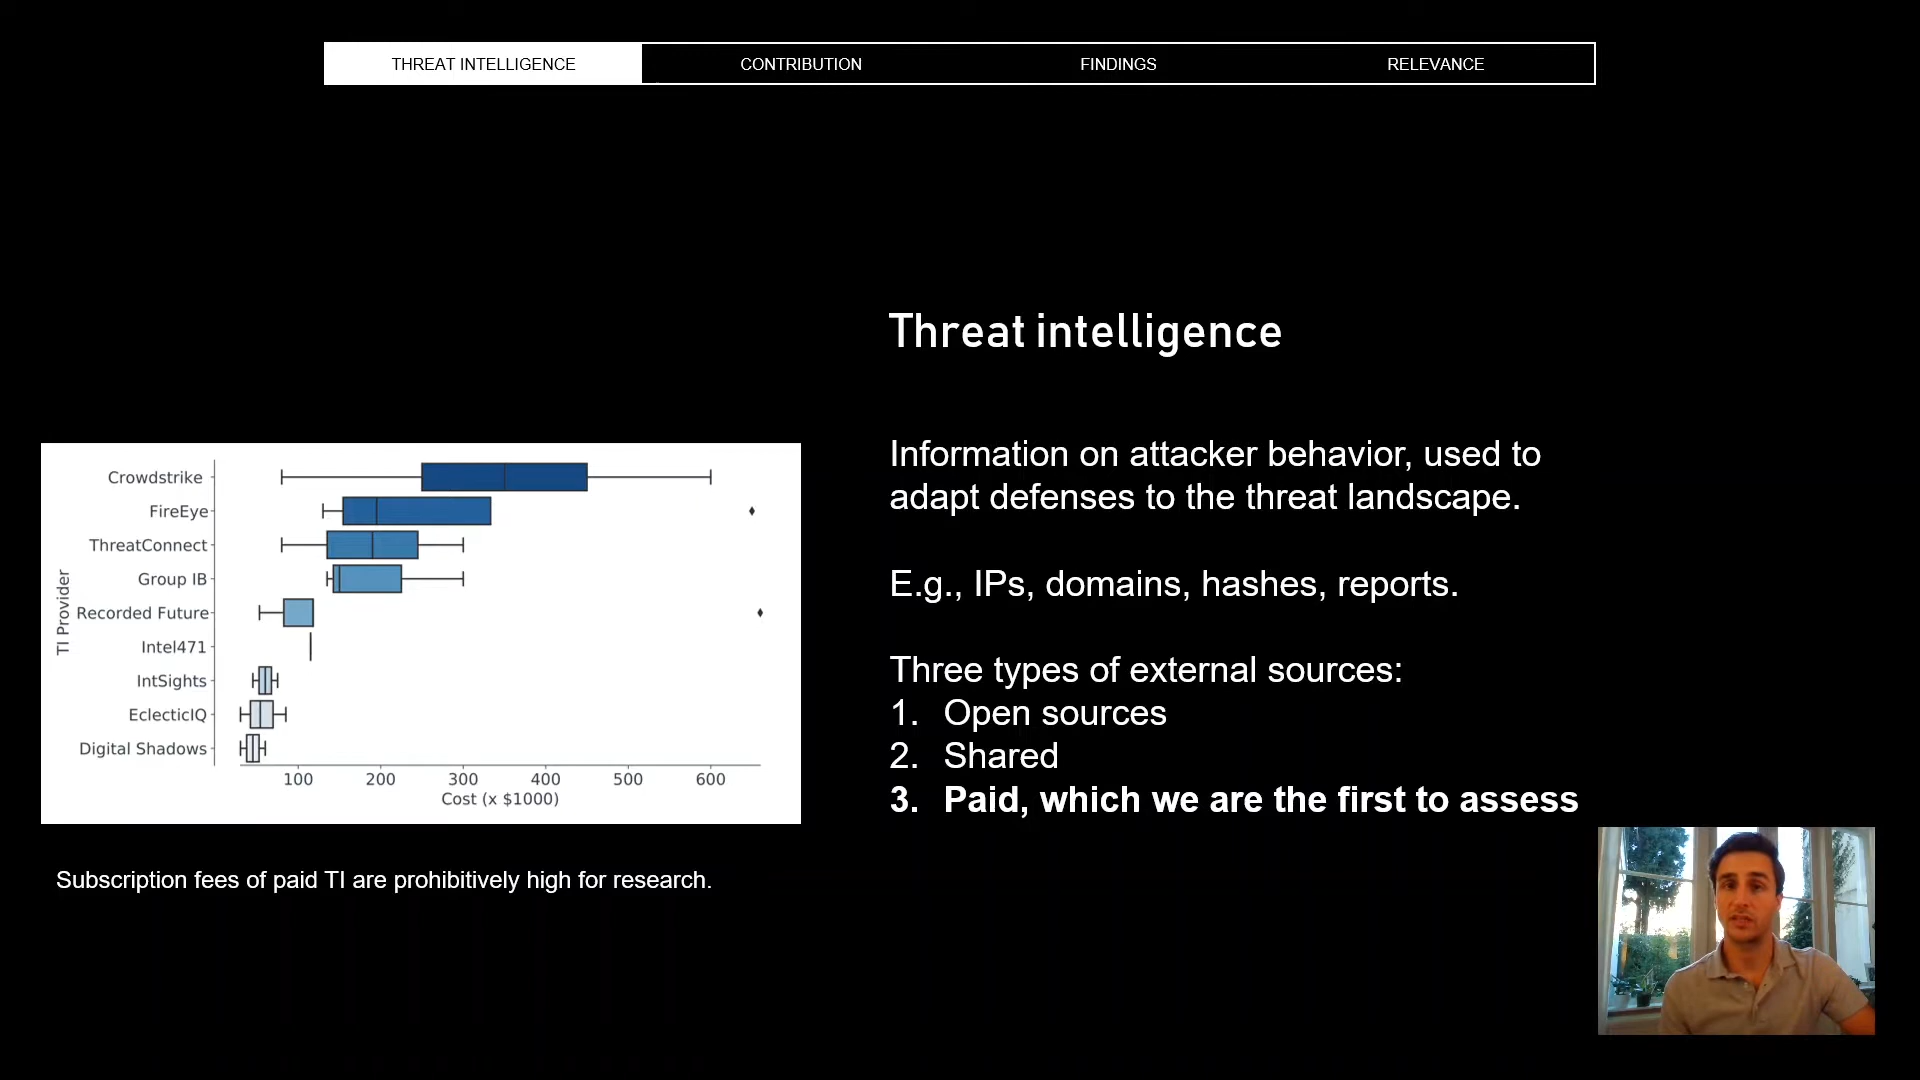 THREAT INTELLIGENCE
CONTRIBUTION
FINDINGS
RELEVANCE
Threat intelligence
Information on attacker behavior, used to
adapt defenses to the threat landscape.
E.g., IPs, domains, hashes, reports.
Three types of external sources:
1. Open sources
2. Shared
3. Paid, which we are the first to assess
TI Provider
Crowdstrike
FireEye
ThreatConnect
Group IB
Recorded Future
Intel471
IntSights
EclecticIQ
Digital Shadows
100 200 300 400 500 600
Cost (x $1000)
Subscription fees of paid TI are prohibitively high for research.